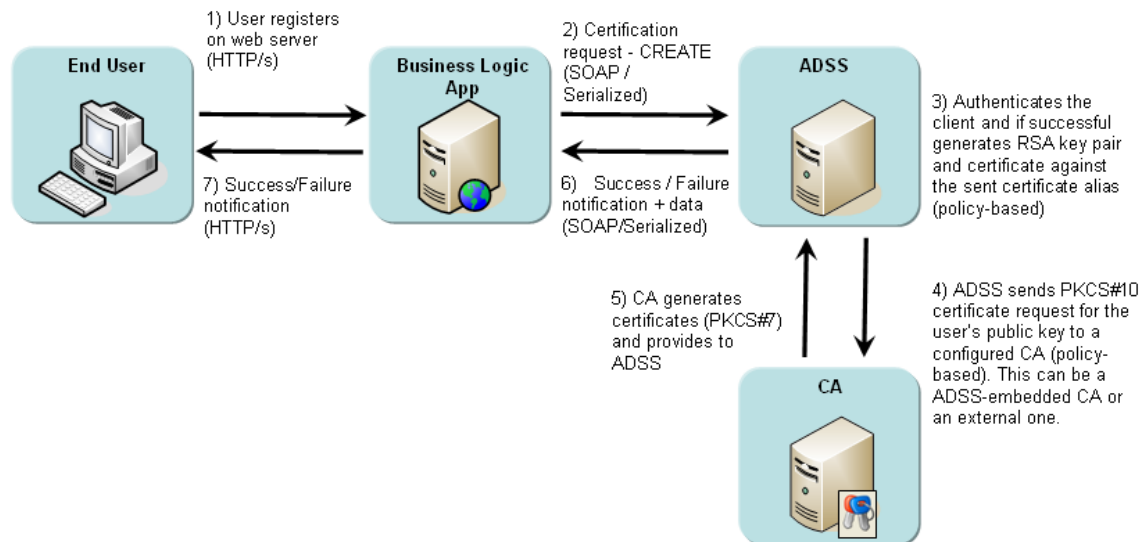 1) User registers
on web server
(HTTP/s)
End User
Business Logic
App
2) Certification
request - CREATE
(SOAP /
Serialized)
ADSS
3) Authenticates the
client and if successful
generates RSA key pair
and certificate against
the sent certificate alias
(policy-based)
7) Success/Failure
notification
(HTTP/s)
6) Success / Failure
notification + data
(SOAP/Serialized)
5) CA generates
certificates (PKCS#7)
and provides to
ADSS
4) ADSS sends PKCS#10
certificate request for the
user's public key to a
configured CA (policy-
based). This can be a
ADSS-embedded CA or
an external one.
CA